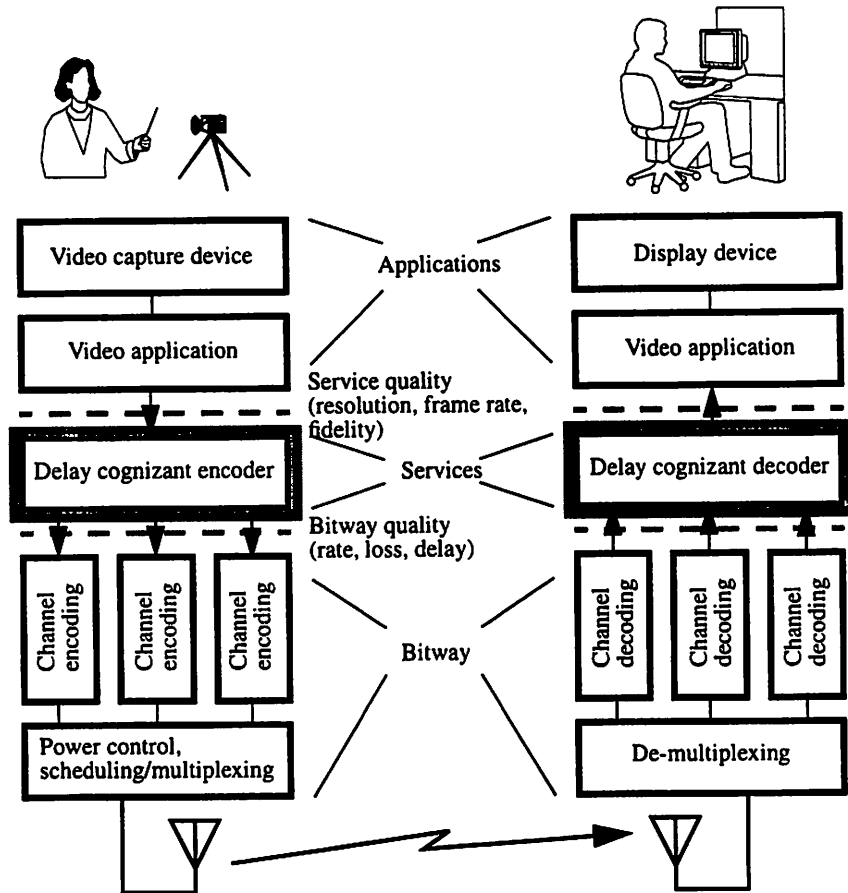 Video capture device
Video application
Service quality
(resolution, frame rate,
fidelity)
Delay cognizant encoder
Bitway quality
(rate, loss, delay)
Channel
encoding
Channel
encoding
Channel
encoding
Power control,
scheduling/multiplexing
Applications
Services
Bitway
Display device
Video application
Delay cognizant decoder
Channel
decoding
Channel
decoding
Channel
decoding
De-multiplexing